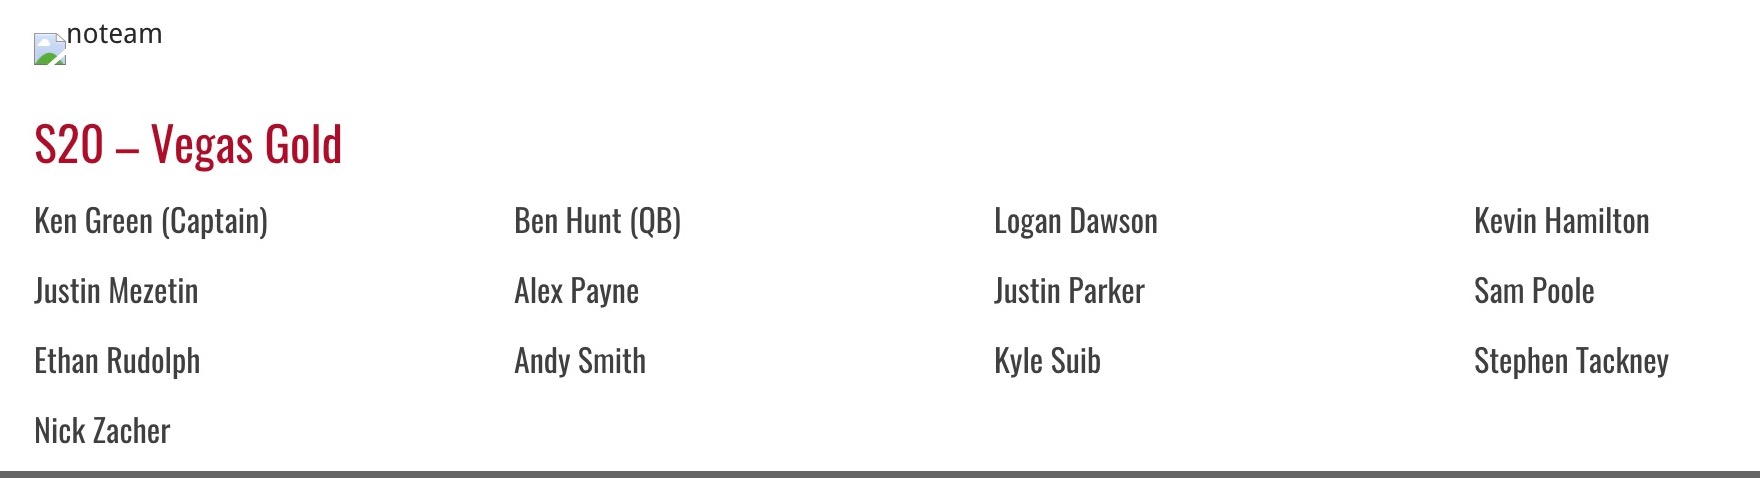 noteam
S20 – Vegas Gold
Ken Green (Captain) Ben Hunt (QB) Logan Dawson Kevin Hamilton
Justin Mezetin Alex Payne Justin Parker Sam Poole
Ethan Rudolph Andy Smith Kyle Suib Stephen Tackney
Nick Zacher